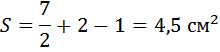 S = 7/2 + 2 − 1 = 4,5 см²